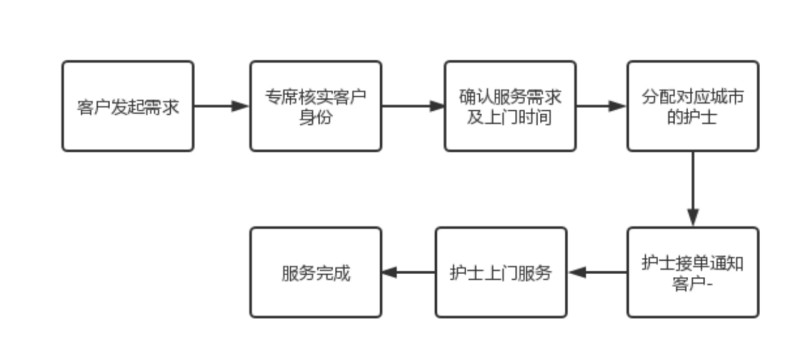 客户发起需求
专席核实客户
身份
确认服务需求
及上门时间
分配对应城市
的护士
护士接单通知
客户-
护士上门服务
服务完成